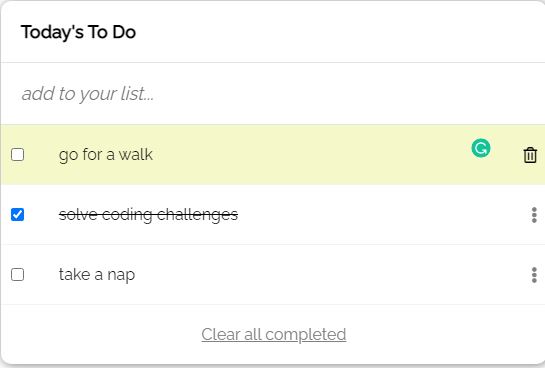 Today's To Do
add to your list...
go for a walk
solve coding challenges
take a nap
Clear all completed